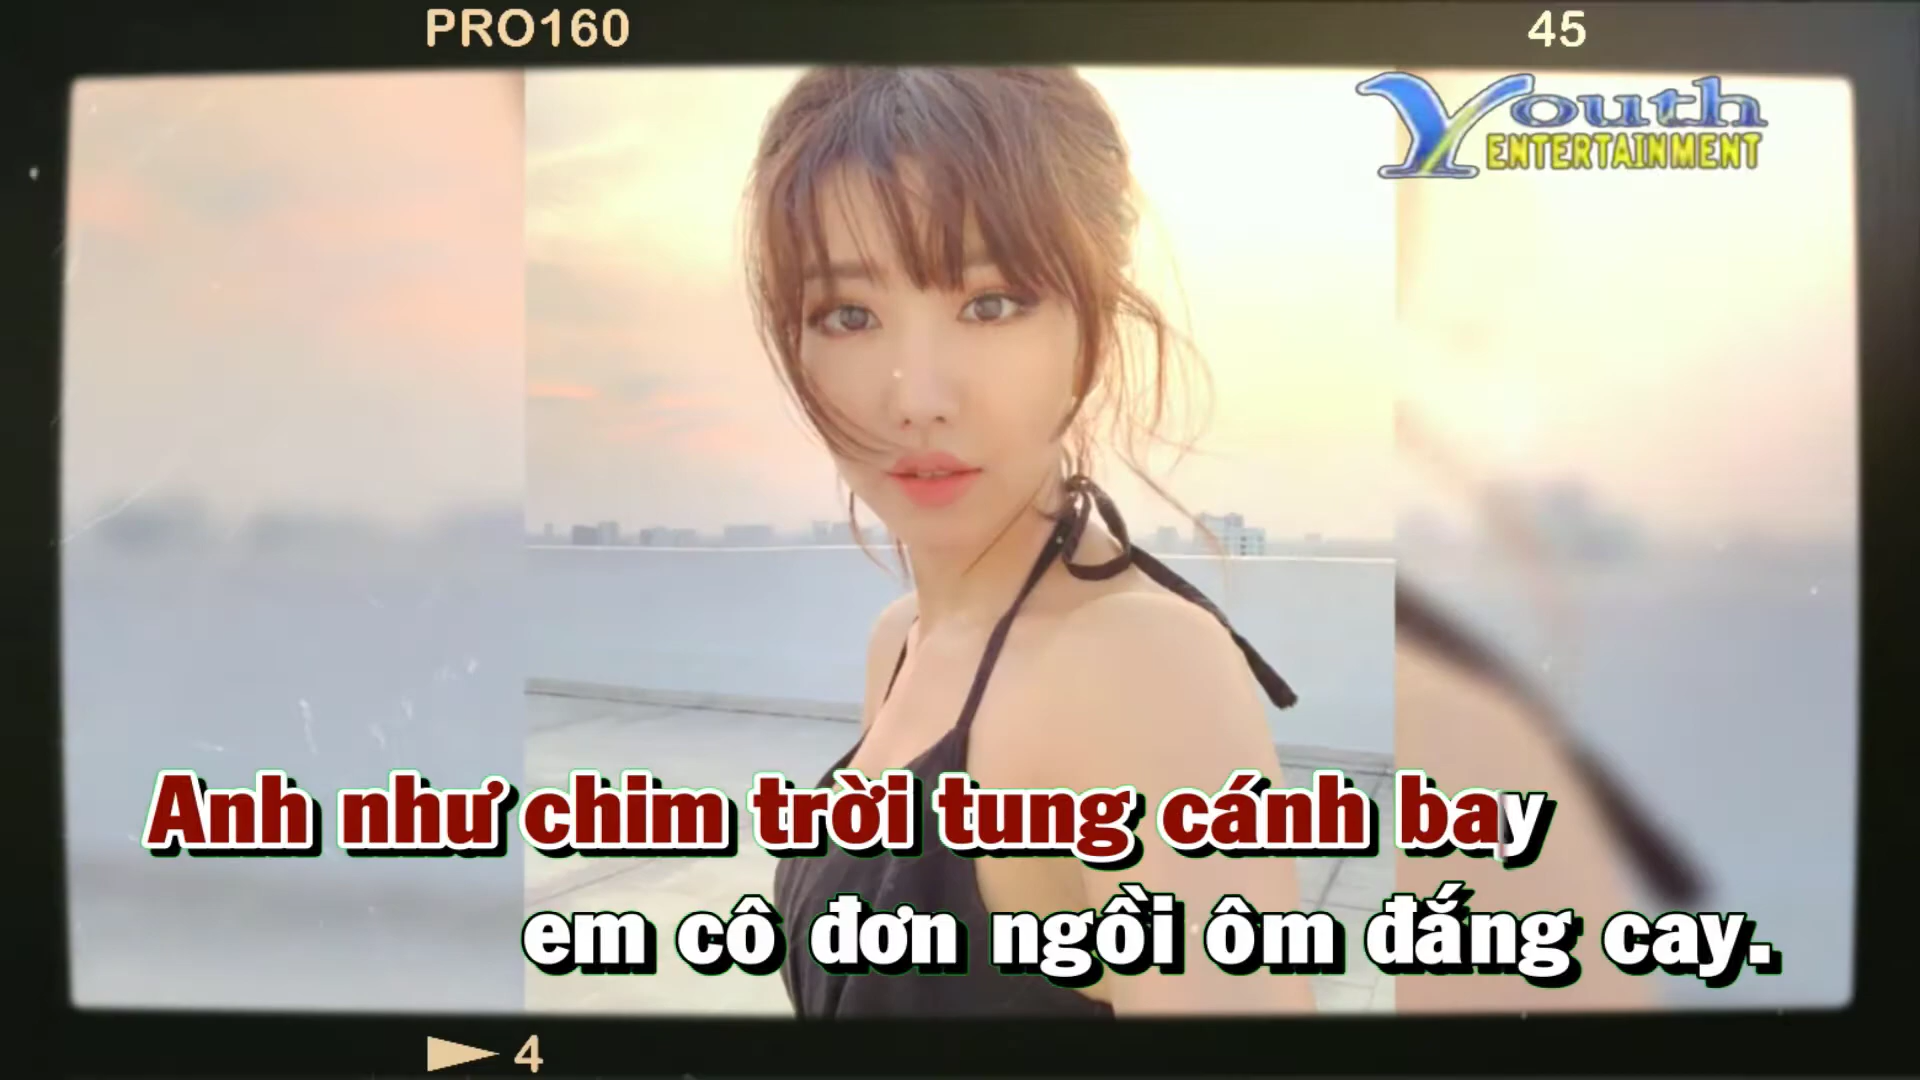 PRO160
45
Youth
ENTERTAINMENT
Anh như chim trời tung cánh bay
em cô đơn ngồi ôm đắng cay.
4